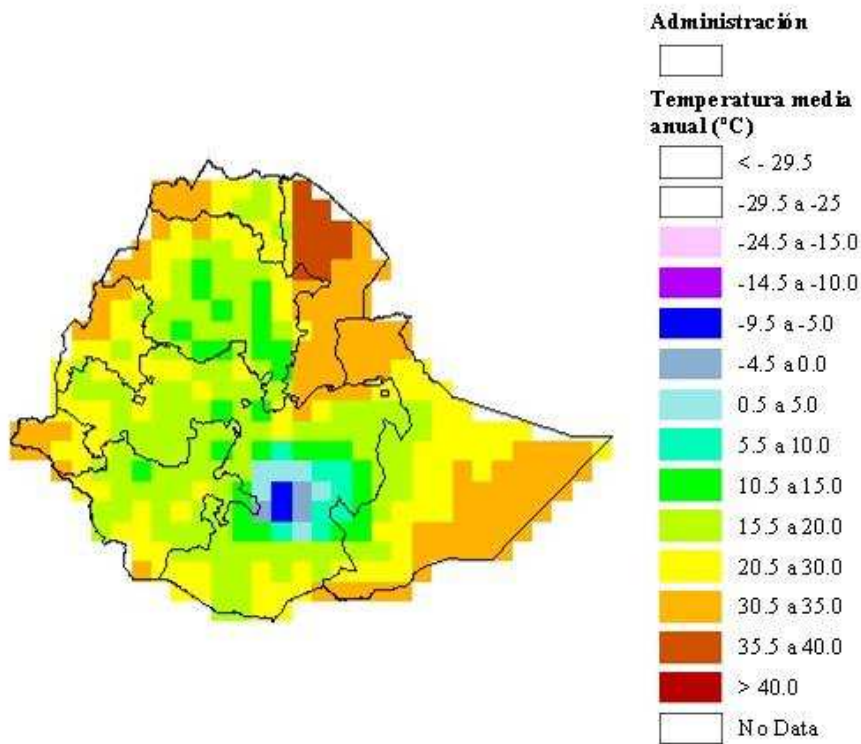 Administración
Temperatura media
anual (ºC)
< - 29.5
-29.5 a -25
-24.5 a -15.0
-14.5 a -10.0
-9.5 a -5.0
-4.5 a 0.0
0.5 a 5.0
5.5 a 10.0
10.5 a 15.0
15.5 a 20.0
20.5 a 30.0
30.5 a 35.0
35.5 a 40.0
> 40.0
No Data